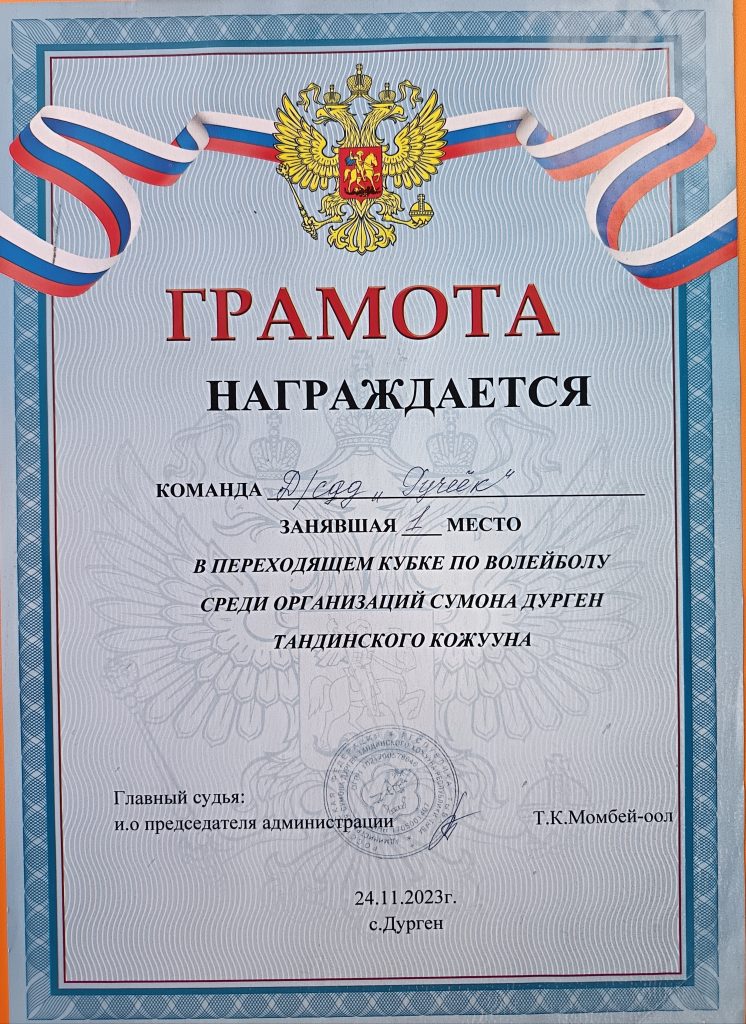 ГРАМОТА
НАГРАЖДАЕТСЯ
КОМАНДА Д/сад „Ручеёк“
ЗАНЯВШАЯ 1 МЕСТО
В ПЕРЕХОДЯЩЕМ КУБКЕ ПО ВОЛЕЙБОЛУ
СРЕДИ ОРГАНИЗАЦИЙ СУМОНА ДУРГЕН
ТАНДИНСКОГО КОЖУУНА
Главный судья:
и.о председателя администрации Т.К.Момбей-оол
24.11.2023г.
с.Дурген